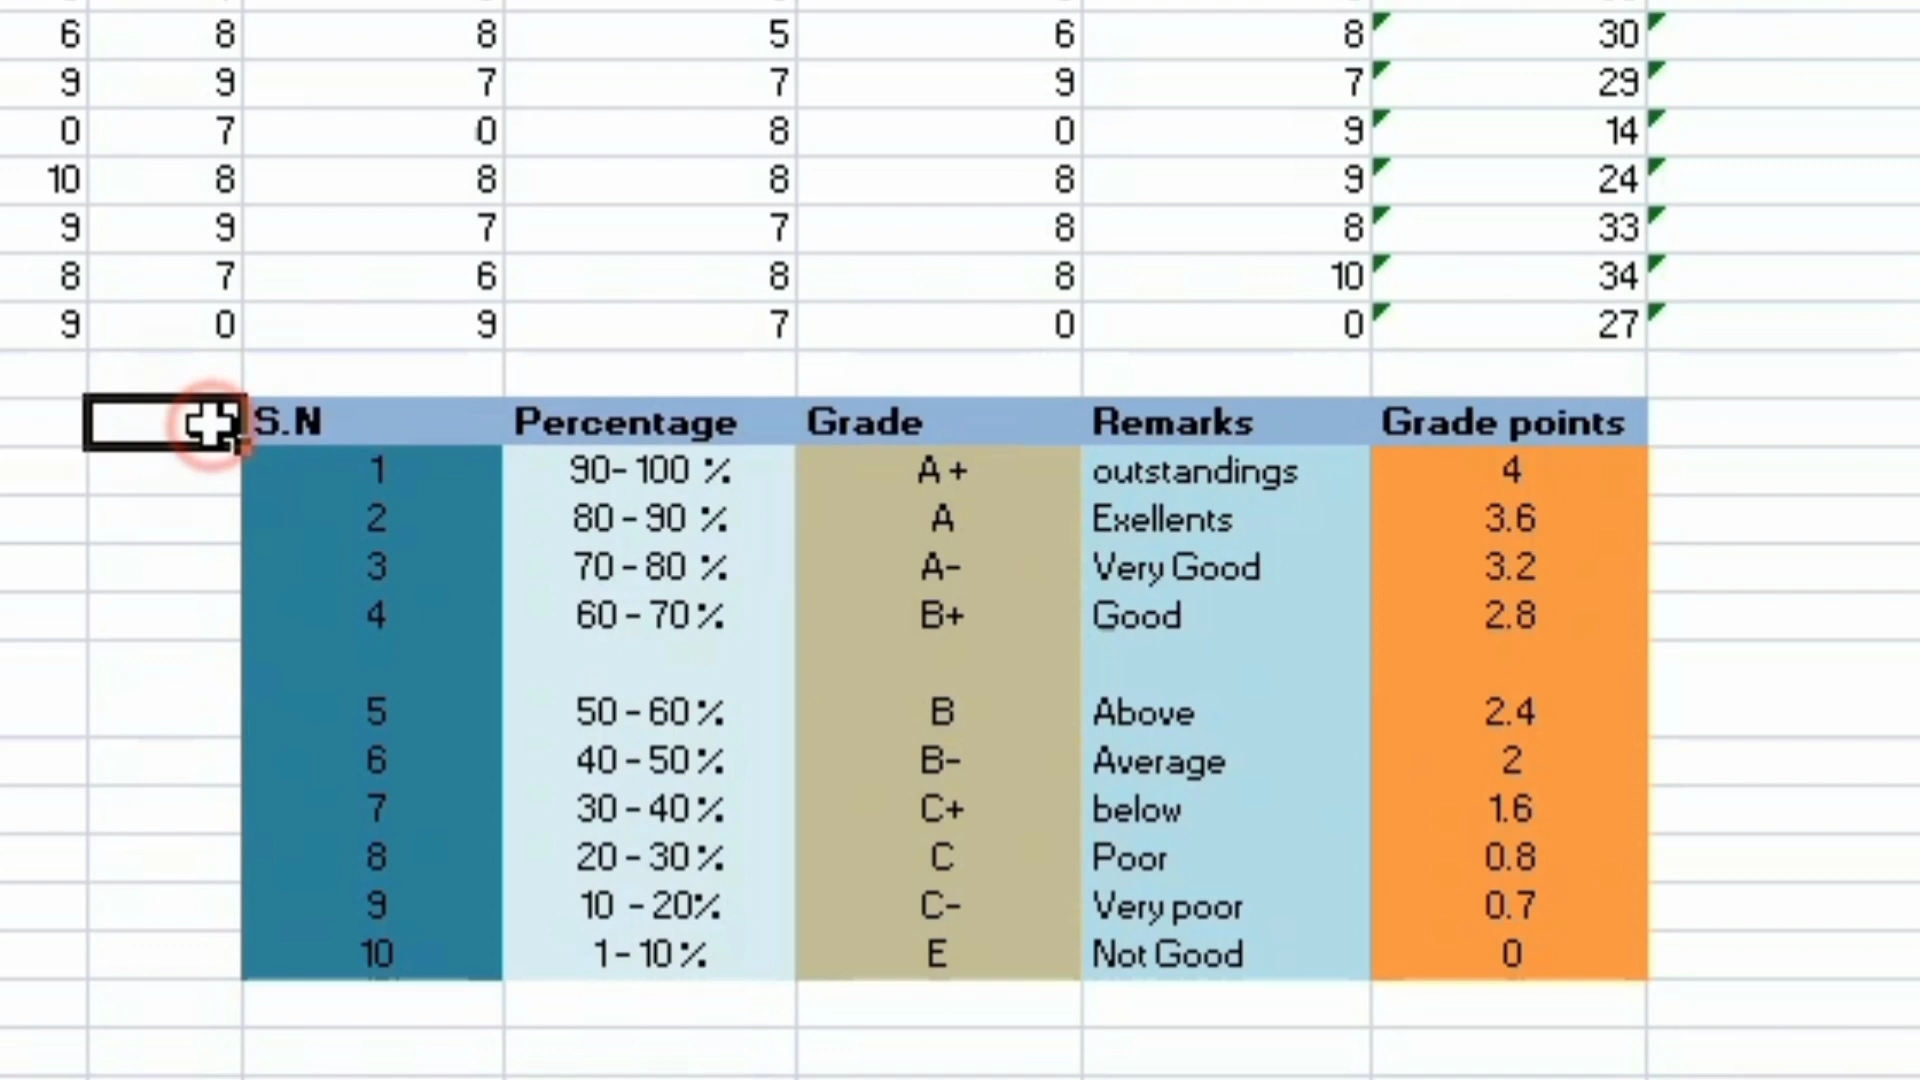 6 8 8 5 6 8 30
9 9 7 7 9 7 29
0 7 0 8 0 9 14
10 8 8 8 8 9 24
9 9 7 7 8 8 33
8 7 6 8 8 10 34
9 0 9 7 0 0 27
S.N Percentage Grade Remarks Grade points
1 90-100 % A+ outstandings 4
2 80-90 % A Exellents 3.6
3 70-80 % A- Very Good 3.2
4 60-70% B+ Good 2.8
5 50-60% B Above 2.4
6 40-50% B- Average 2
7 30-40% C+ below 1.6
8 20-30% C Poor 0.8
9 10 -20% C- Very poor 0.7
10 1-10% E Not Good 0